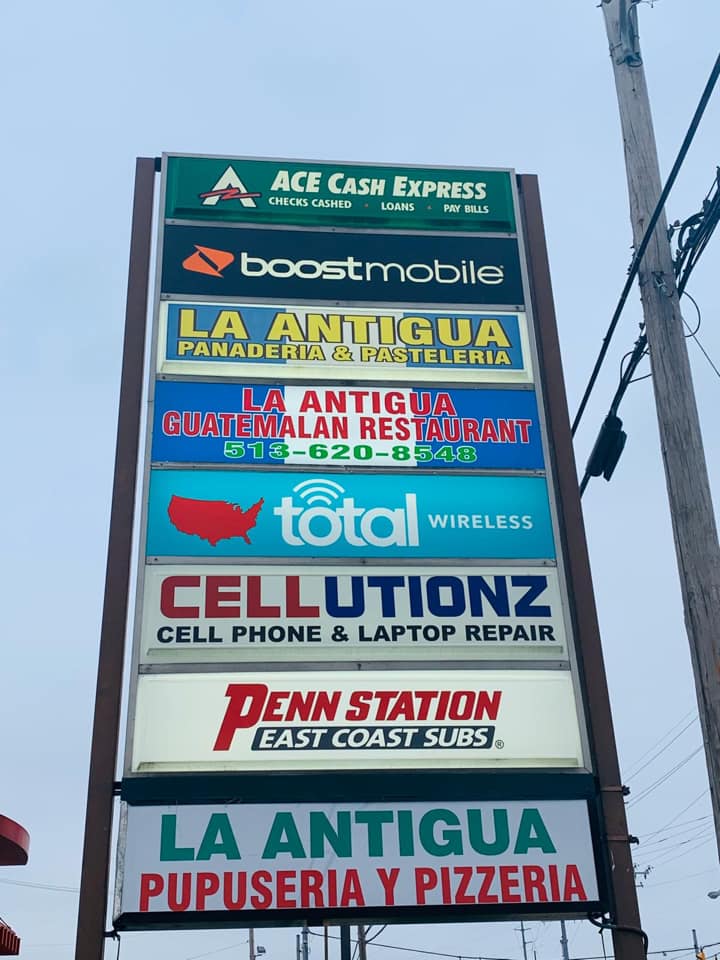 ACE CASH EXPRESS
CHECKS CASHED · LOANS · PAY BILLS
boostmobile
LA ANTIGUA
PANADERIA & PASTELERIA
LA ANTIGUA
GUATEMALAN RESTAURANT
513-620-8548
total WIRELESS
CELLUTIONZ
CELL PHONE & LAPTOP REPAIR
PENN STATION
EAST COAST SUBS®
LA ANTIGUA
PUPUSERIA Y PIZZERIA